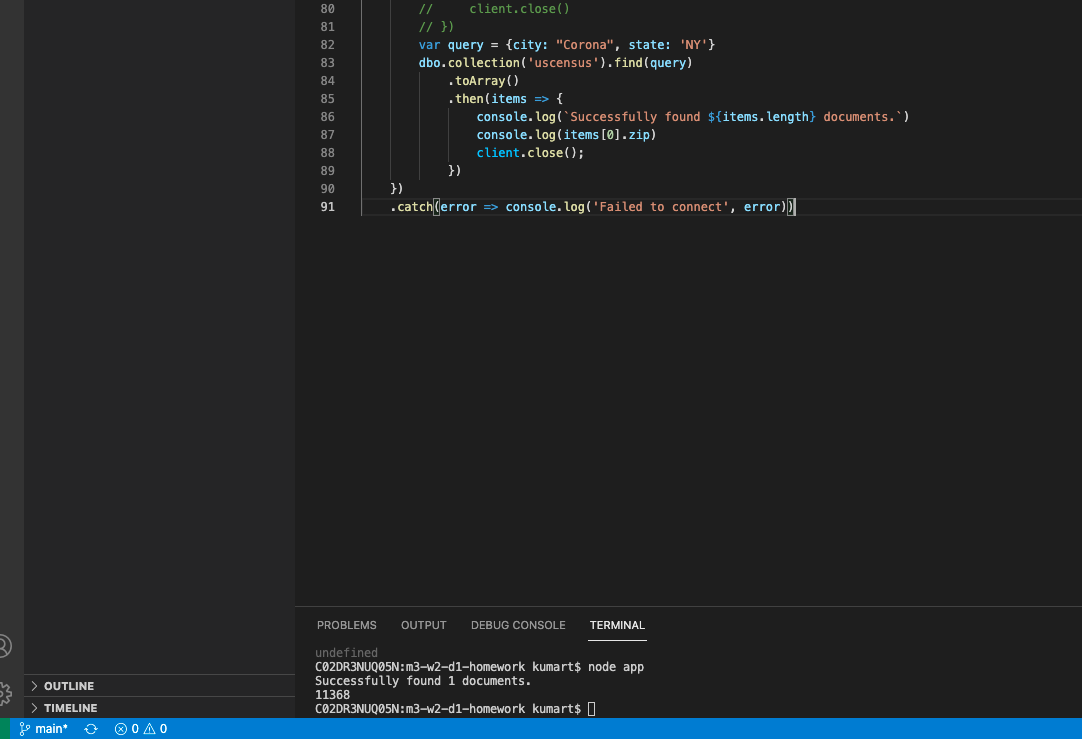 80 //     client.close()
81 // })
82 var query = {city: "Corona", state: 'NY'}
83 dbo.collection('uscensus').find(query)
84 .toArray()
85 .then(items => {
86 console.log(`Successfully found ${items.length} documents.`)
87 console.log(items[0].zip)
88 client.close();
89 })
90 })
91 .catch(error => console.log('Failed to connect', error))
PROBLEMS OUTPUT DEBUG CONSOLE TERMINAL
undefined
C02DR3NUQ05N:m3-w2-d1-homework kumart$ node app
Successfully found 1 documents.
11368
C02DR3NUQ05N:m3-w2-d1-homework kumart$
OUTLINE
TIMELINE
main* 0 0